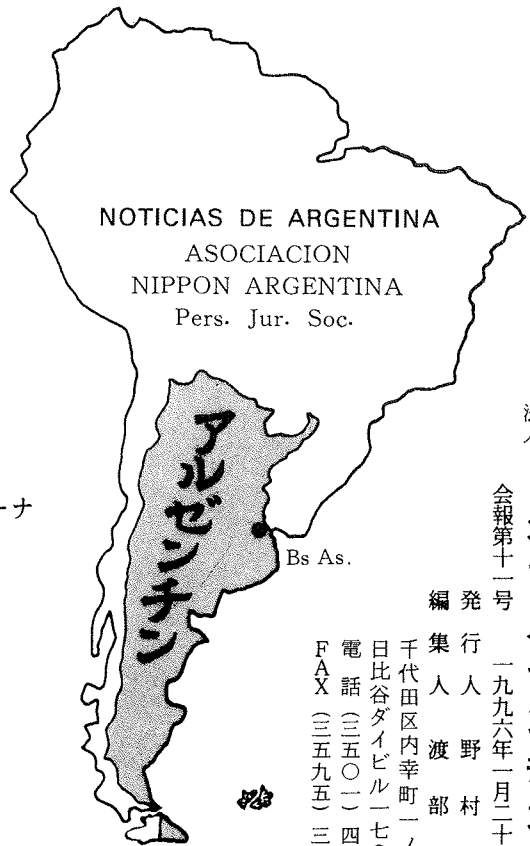 NOTICIAS DE ARGENTINA
ASOCIACION
NIPPON ARGENTINA
Pers. Jur. Soc.
アルゼンチン
Bs As.
会報第十一号 一九九六年一月二十
発行人 野村
編集人 渡部
千代田区内幸町一ノ
日比谷ダイビル一七
電話(三五〇一)四
FAX(三五九五)三
ーナ